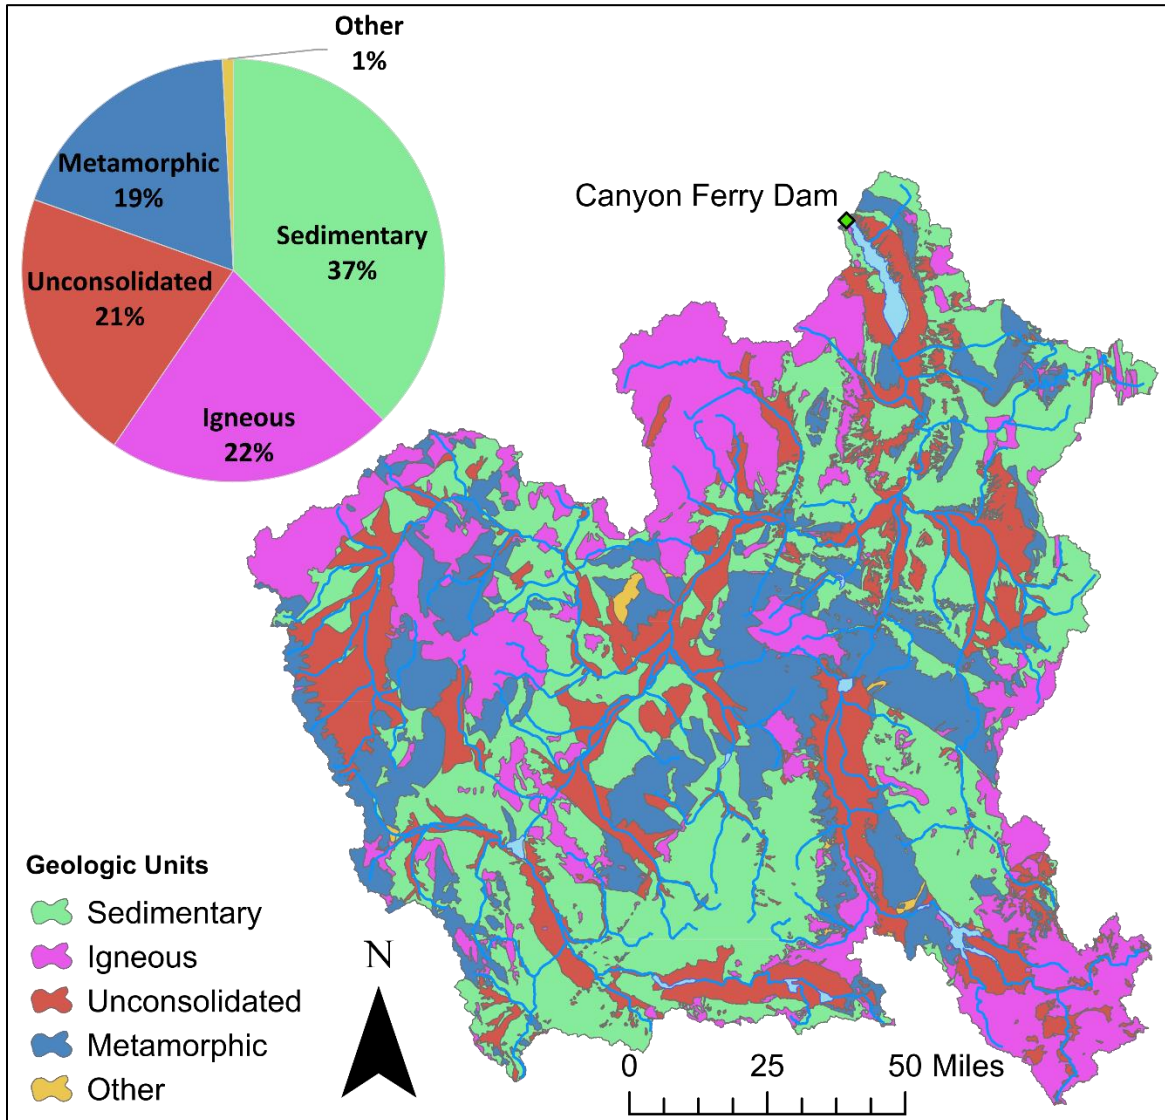 Other
1%
Metamorphic
19%
Sedimentary
37%
Unconsolidated
21%
Igneous
22%
Canyon Ferry Dam
Geologic Units
Sedimentary
Igneous
Unconsolidated
Metamorphic
Other
N
0 25 50 Miles